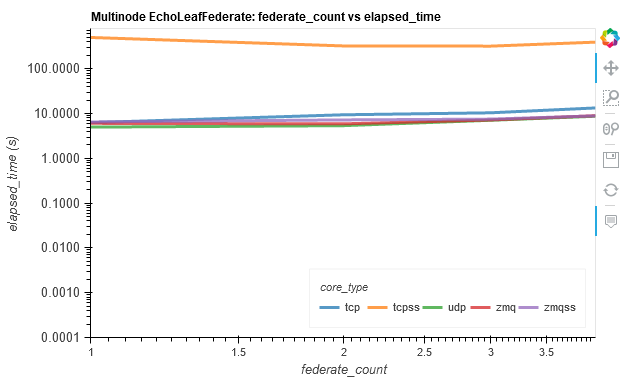 Multinode EchoLeafFederate: federate_count vs elapsed_time
elapsed_time (s)
100.0000
10.0000
1.0000
0.1000
0.0100
0.0010
0.0001
core_type
tcp tcpss udp zmq zmqss
1 1.5 2 2.5 3 3.5
federate_count